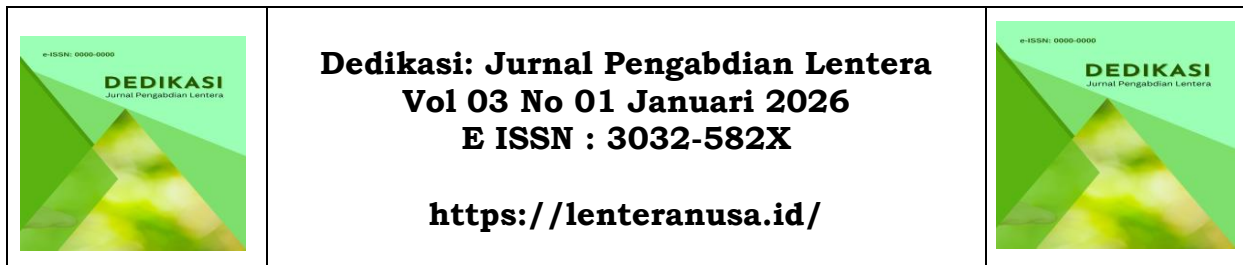 e-ISSN: 0000-0000
DEDIKASI
Jurnal Pengabdian Lentera
Dedikasi: Jurnal Pengabdian Lentera
Vol 03 No 01 Januari 2026
E ISSN : 3032-582X
https://lenteranusa.id/
e-ISSN: 0000-0000
DEDIKASI
Jurnal Pengabdian Lentera